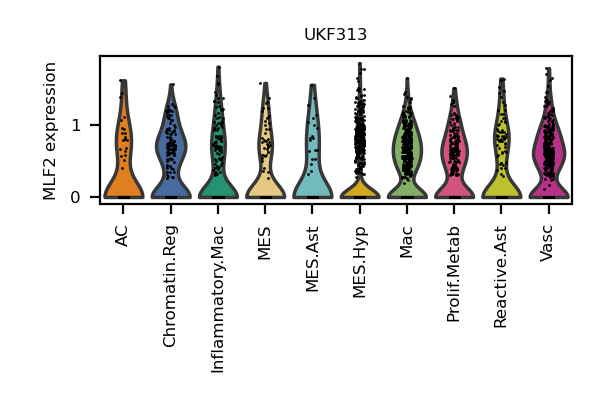 UKF313
MLF2 expression
1
0
AC
Chromatin.Reg
Inflammatory.Mac
MES
MES.Ast
MES.Hyp
Mac
Prolif.Metab
Reactive.Ast
Vasc